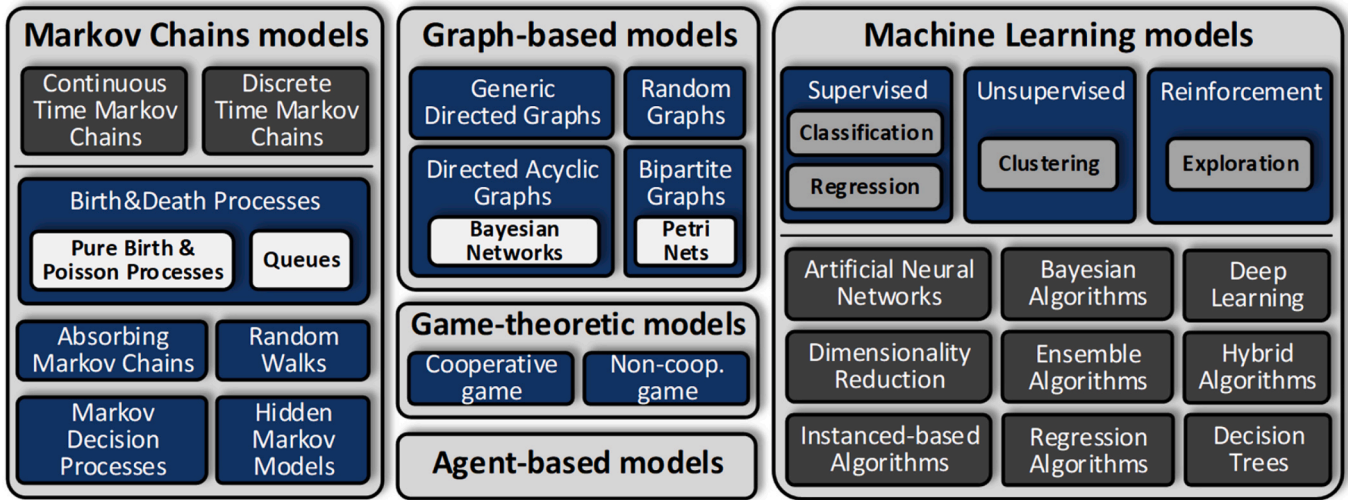 Markov Chains models
Continuous
Time Markov
Chains
Discrete
Time Markov
Chains
Birth&Death Processes
Pure Birth &
Poisson Processes
Queues
Absorbing
Markov Chains
Random
Walks
Markov
Decision
Processes
Hidden
Markov
Models
Graph-based models
Generic
Directed Graphs
Random
Graphs
Directed Acyclic
Graphs
Bayesian
Networks
Bipartite
Graphs
Petri
Nets
Game-theoretic models
Cooperative
game
Non-coop.
game
Agent-based models
Machine Learning models
Supervised
Classification
Regression
Unsupervised
Clustering
Reinforcement
Exploration
Artificial Neural
Networks
Bayesian
Algorithms
Deep
Learning
Dimensionality
Reduction
Ensemble
Algorithms
Hybrid
Algorithms
Instanced-based
Algorithms
Regression
Algorithms
Decision
Trees